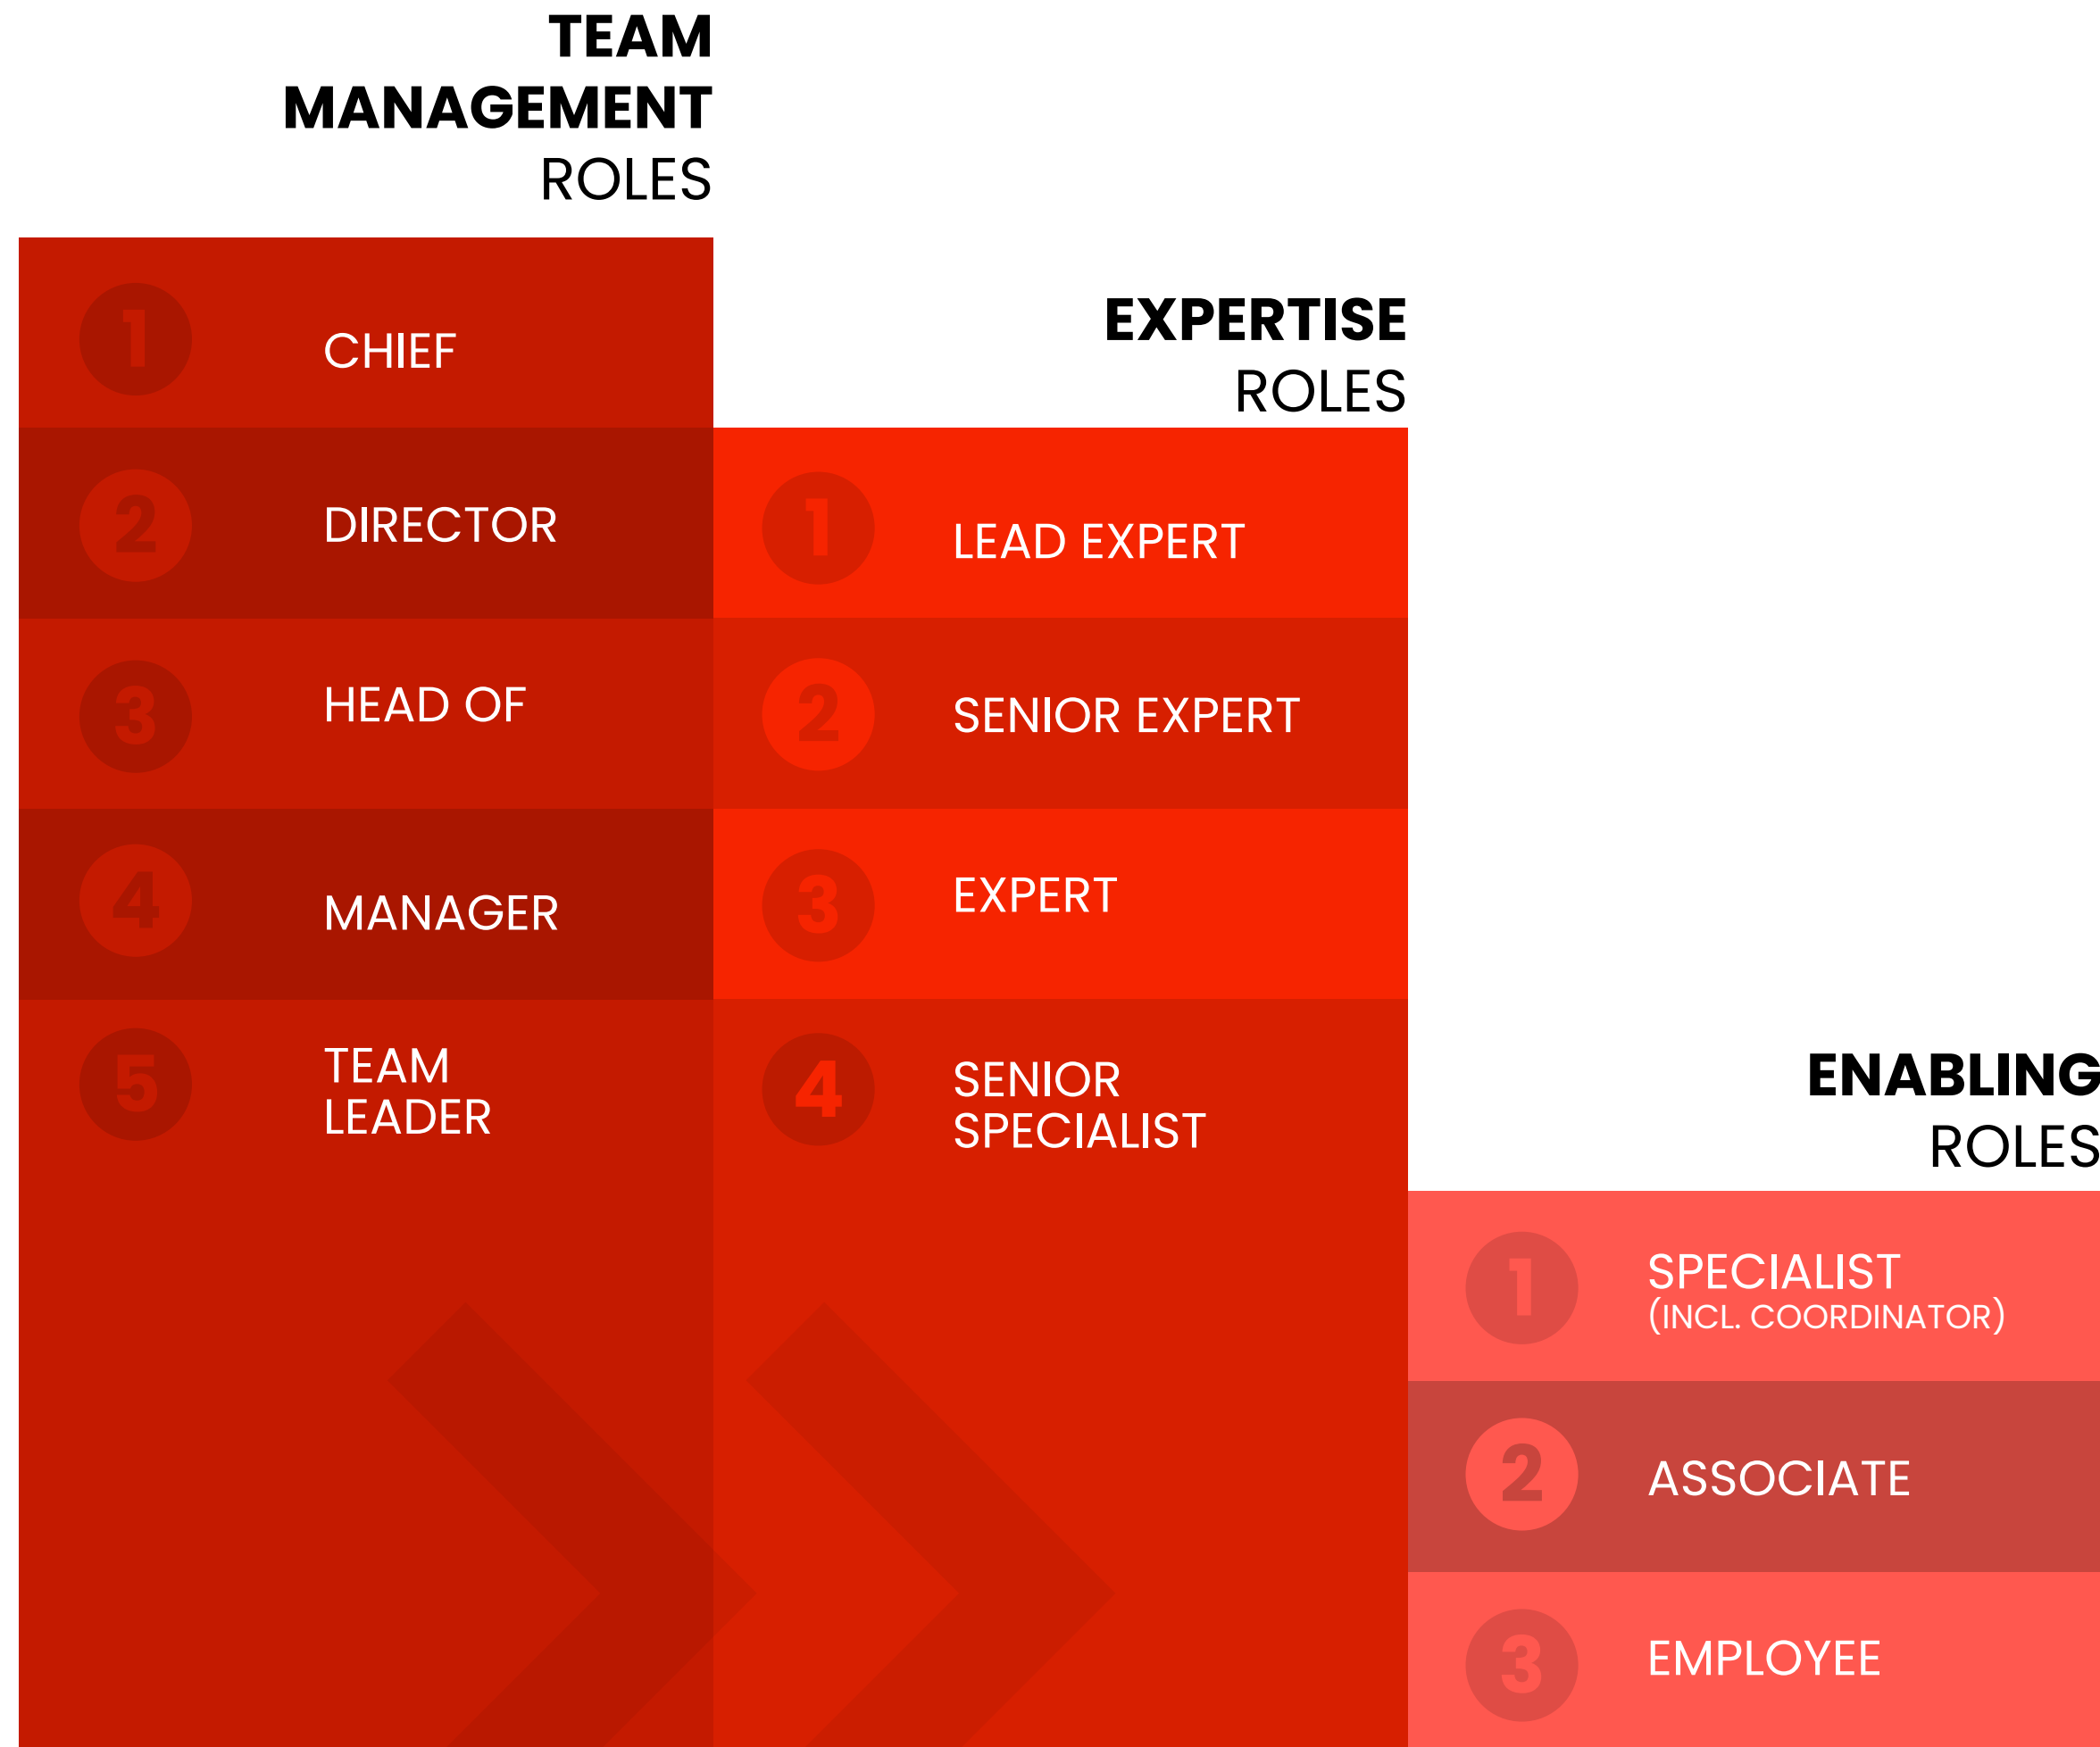 TEAM
MANAGEMENT
ROLES
1
CHIEF
2
DIRECTOR
3
HEAD OF
4
MANAGER
5
TEAM
LEADER
EXPERTISE
ROLES
1
LEAD EXPERT
2
SENIOR EXPERT
3
EXPERT
4
SENIOR
SPECIALIST
ENABLING
ROLES
1
SPECIALIST
(INCL. COORDINATOR)
2
ASSOCIATE
3
EMPLOYEE